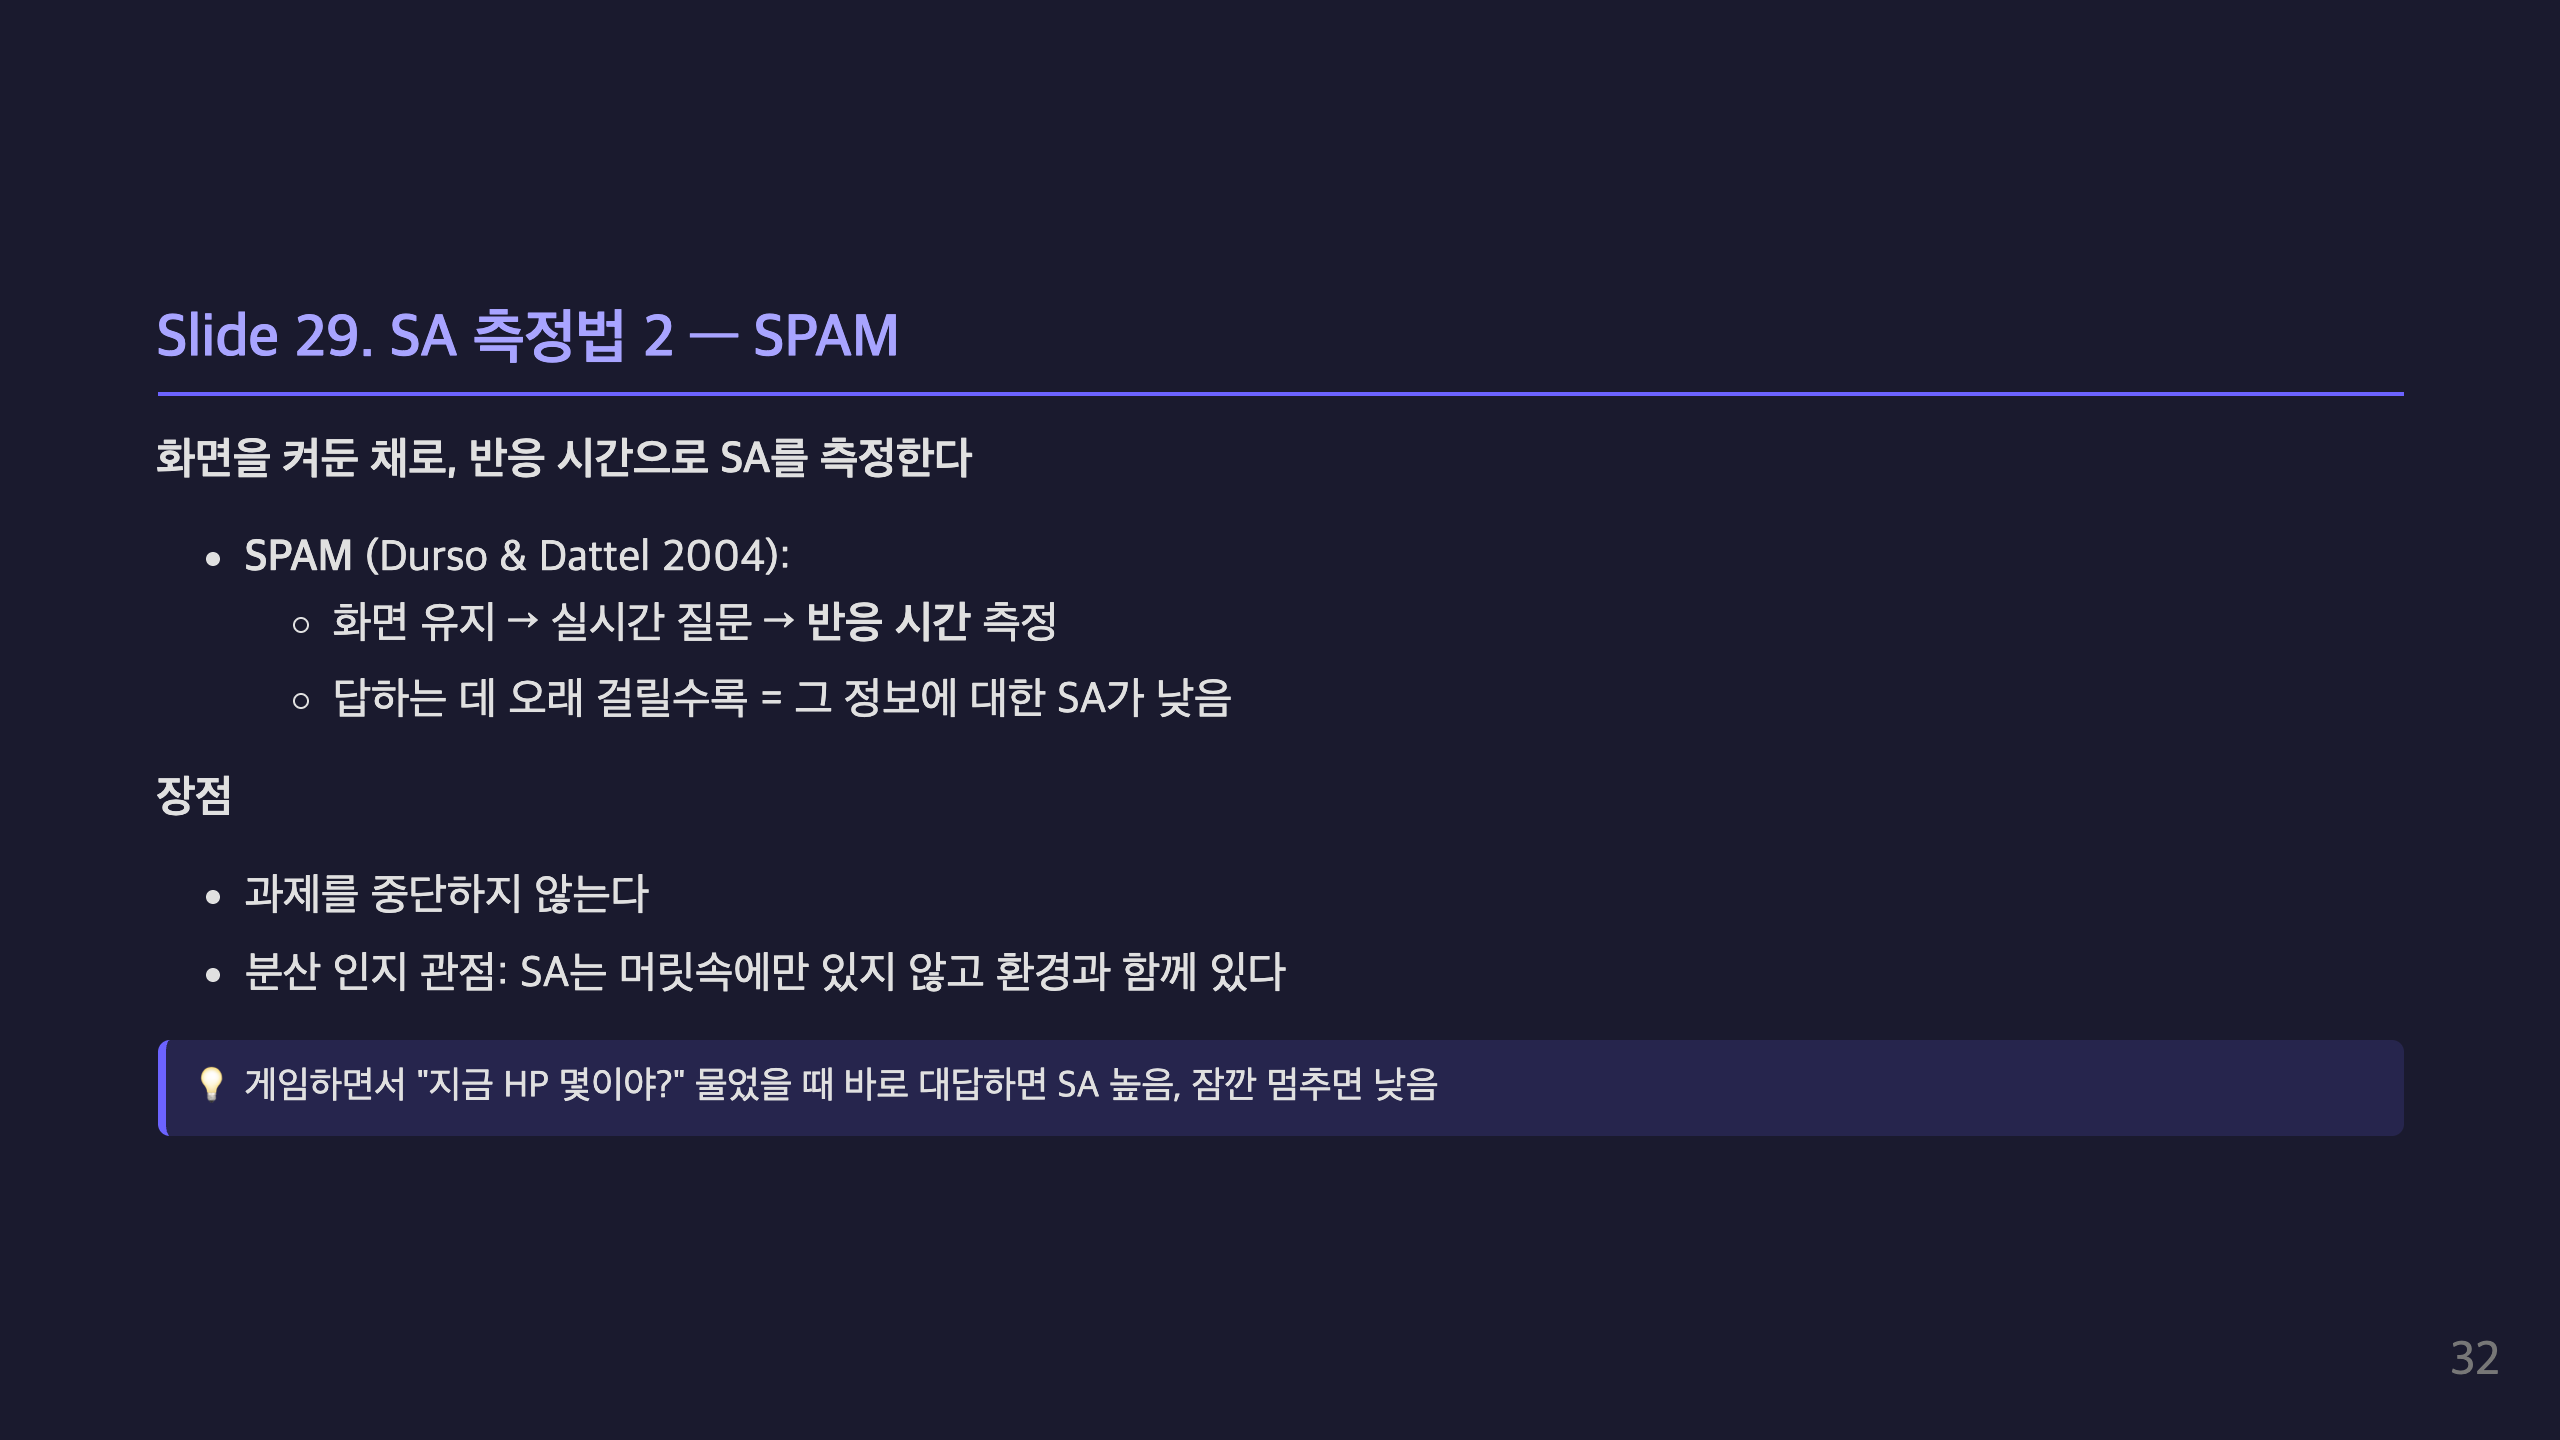 Slide 29. SA 측정법 2 — SPAM
화면을 켜둔 채로, 반응 시간으로 SA를 측정한다
• SPAM (Durso & Dattel 2004):
○ 화면 유지 → 실시간 질문 → 반응 시간 측정
○ 답하는 데 오래 걸릴수록 = 그 정보에 대한 SA가 낮음
장점
• 과제를 중단하지 않는다
• 분산 인지 관점: SA는 머릿속에만 있지 않고 환경과 함께 있다
💡 게임하면서 "지금 HP 몇이야?" 물었을 때 바로 대답하면 SA 높음, 잠깐 멈추면 낮음
32